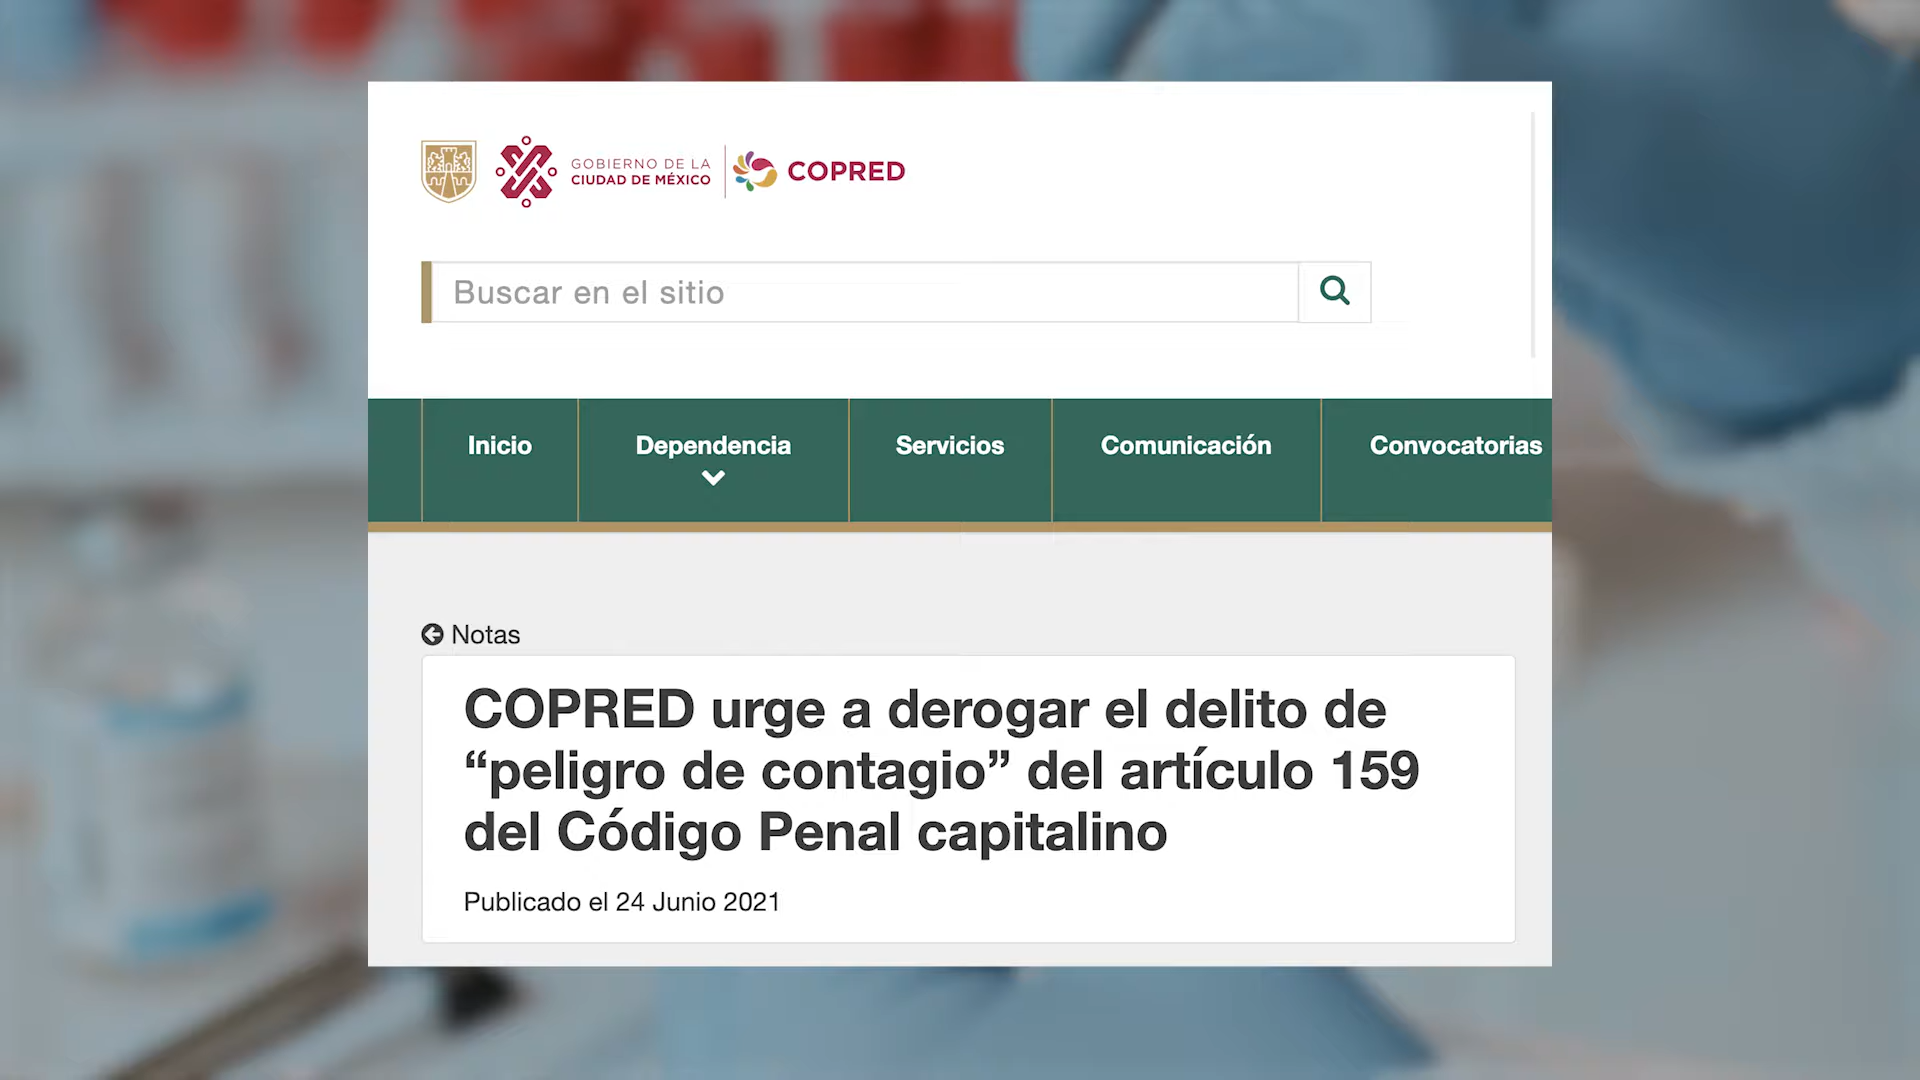 GOBIERNO DE LA
CIUDAD DE MÉXICO
COPRED
Buscar en el sitio
Inicio
Dependencia
Servicios
Comunicación
Convocatorias
Notas
COPRED urge a derogar el delito de
“peligro de contagio” del artículo 159
del Código Penal capitalino
Publicado el 24 Junio 2021